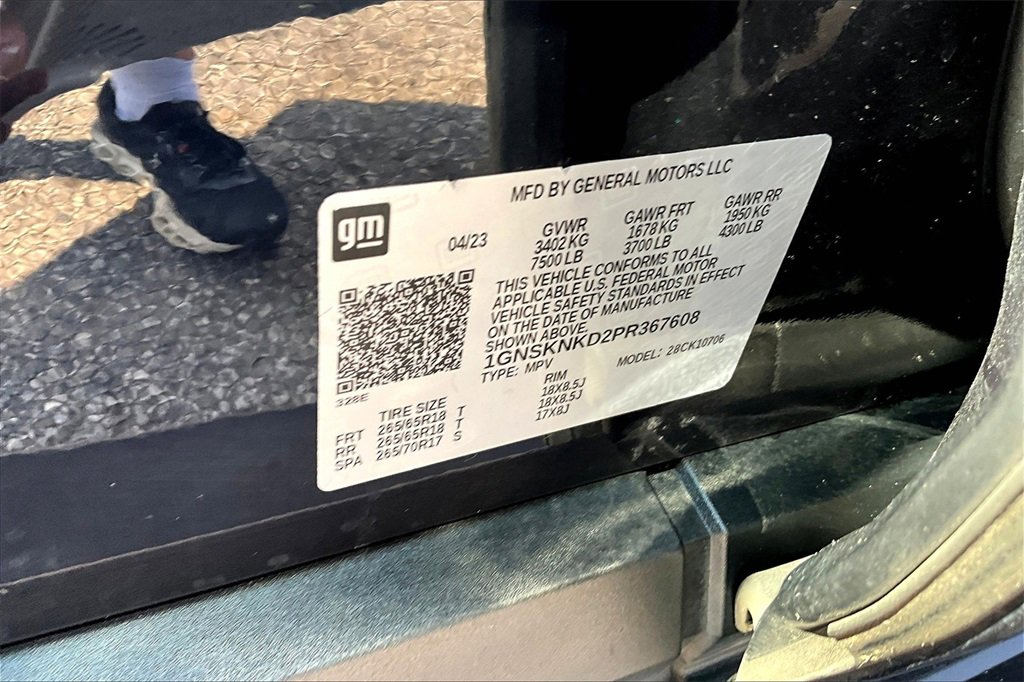 MFD BY GENERAL MOTORS LLC
gm
04/23
GVWR GAWR FRT GAWR RR
3402 KG 1678 KG 1950 KG
7500 LB 3700 LB 4300 LB
THIS VEHICLE CONFORMS TO ALL
APPLICABLE U.S. FEDERAL MOTOR
VEHICLE SAFETY STANDARDS IN EFFECT
ON THE DATE OF MANUFACTURE
SHOWN ABOVE.
1GNSKNKD2PR367608
TYPE: MPV MODEL: 28CK10706
328E
TIRE SIZE RIM
FRT 265/65R18 T 18X8.5J
RR 265/65R18 T 18X8.5J
SPA 265/70R17 S 17X8J